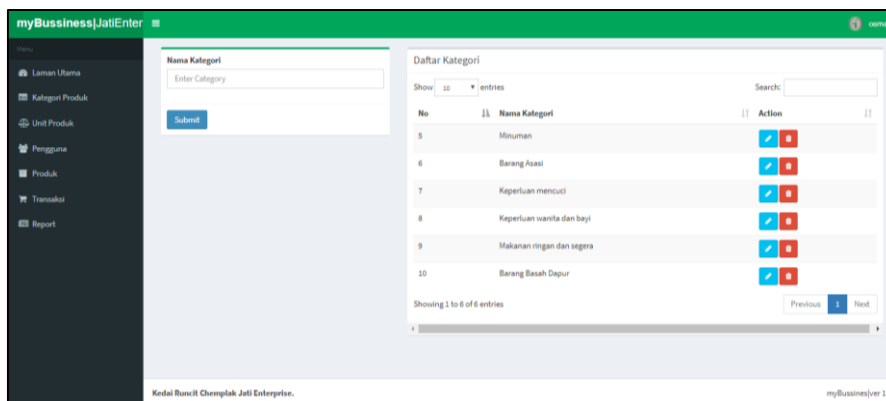 myBussiness|JatiEnter
osma
Menu
Laman Utama
Kategori Produk
Unit Produk
Pengguna
Produk
Transaksi
Report
Nama Kategori
Enter Category
Submit
Daftar Kategori
Show 10 entries
Search:
No Nama Kategori Action
5 Minuman
6 Barang Asasi
7 Keperluan mencuci
8 Keperluan wanita dan bayi
9 Makanan ringan dan segera
10 Barang Basah Dapur
Showing 1 to 6 of 6 entries
Previous 1 Next
Kedai Runcit Chemplak Jati Enterprise.
myBussines|ver 1